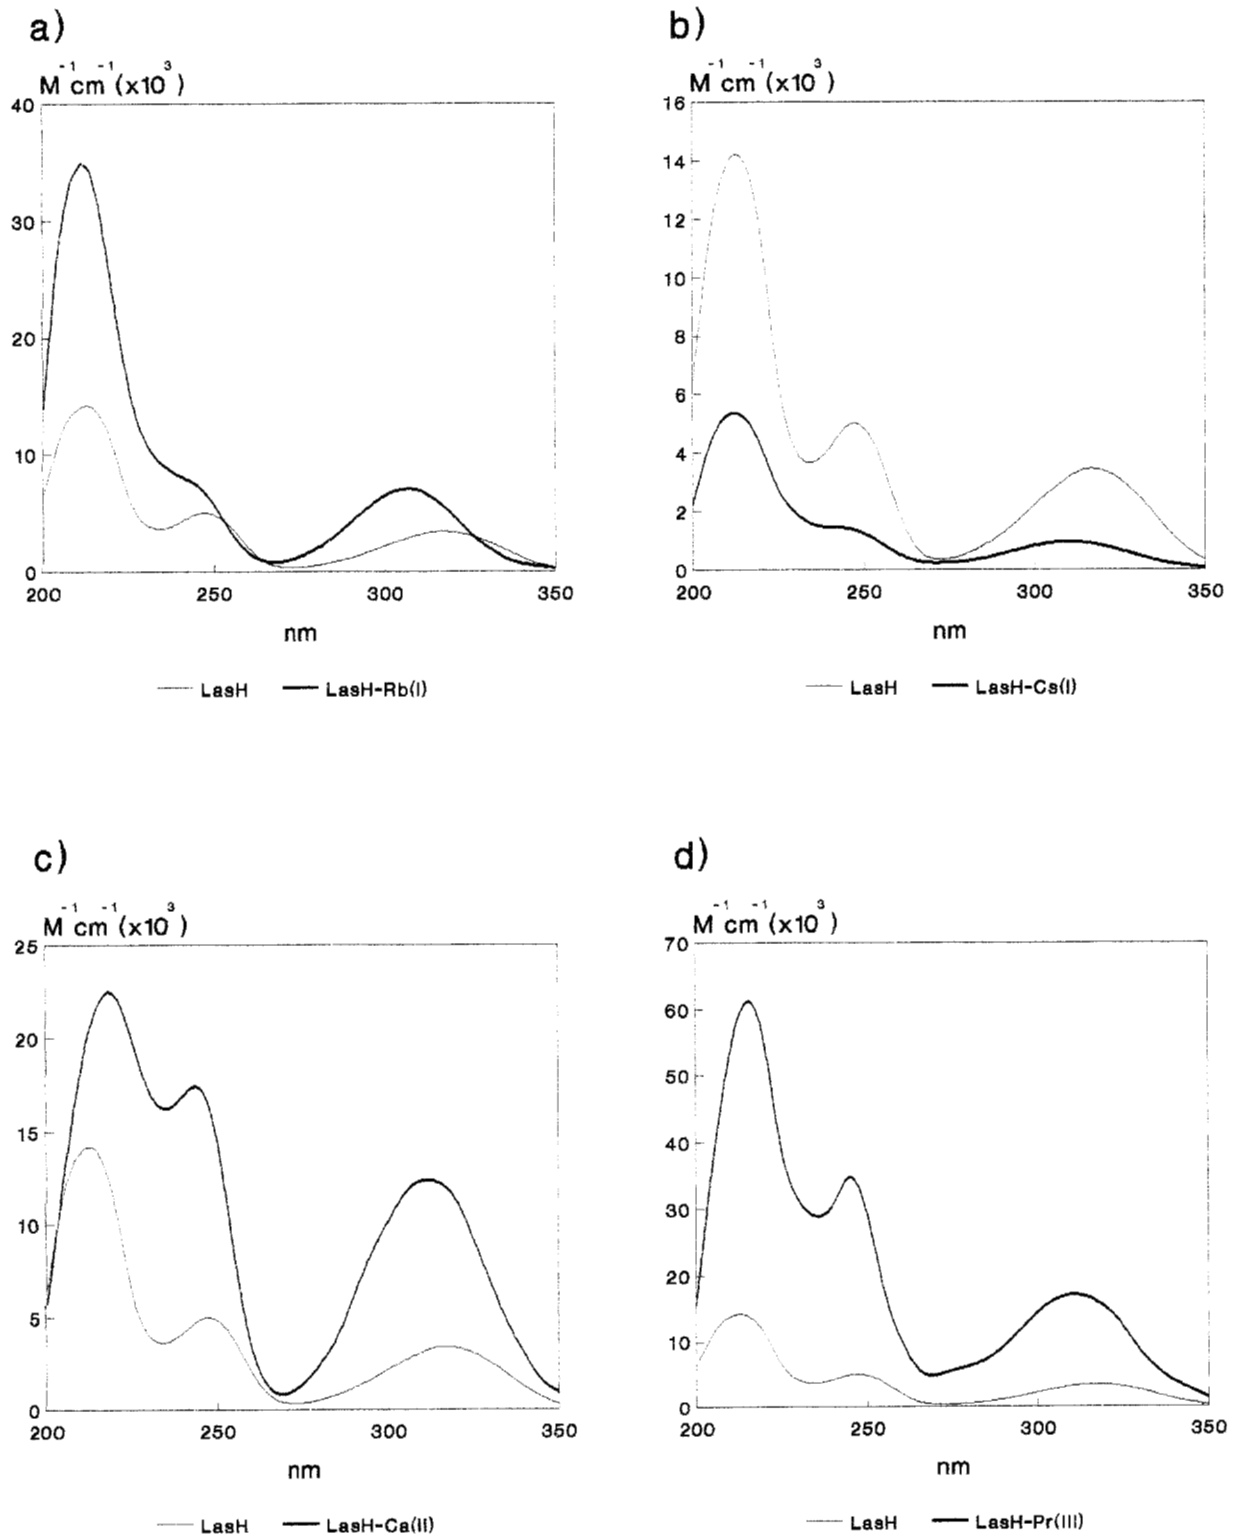 a)
M⁻¹cm⁻¹(x10³)
40
30
20
10
0
200 250 300 350
nm
LasH LasH-Rb(I)
b)
M⁻¹cm⁻¹(x10³)
16
14
12
10
8
6
4
2
0
200 250 300 350
nm
LasH LasH-Cs(I)
c)
M⁻¹cm⁻¹(x10³)
25
20
15
10
5
0
200 250 300 350
nm
LasH LasH-Ca(II)
d)
M⁻¹cm⁻¹(x10³)
70
60
50
40
30
20
10
0
200 250 300 350
nm
LasH LasH-Pr(III)